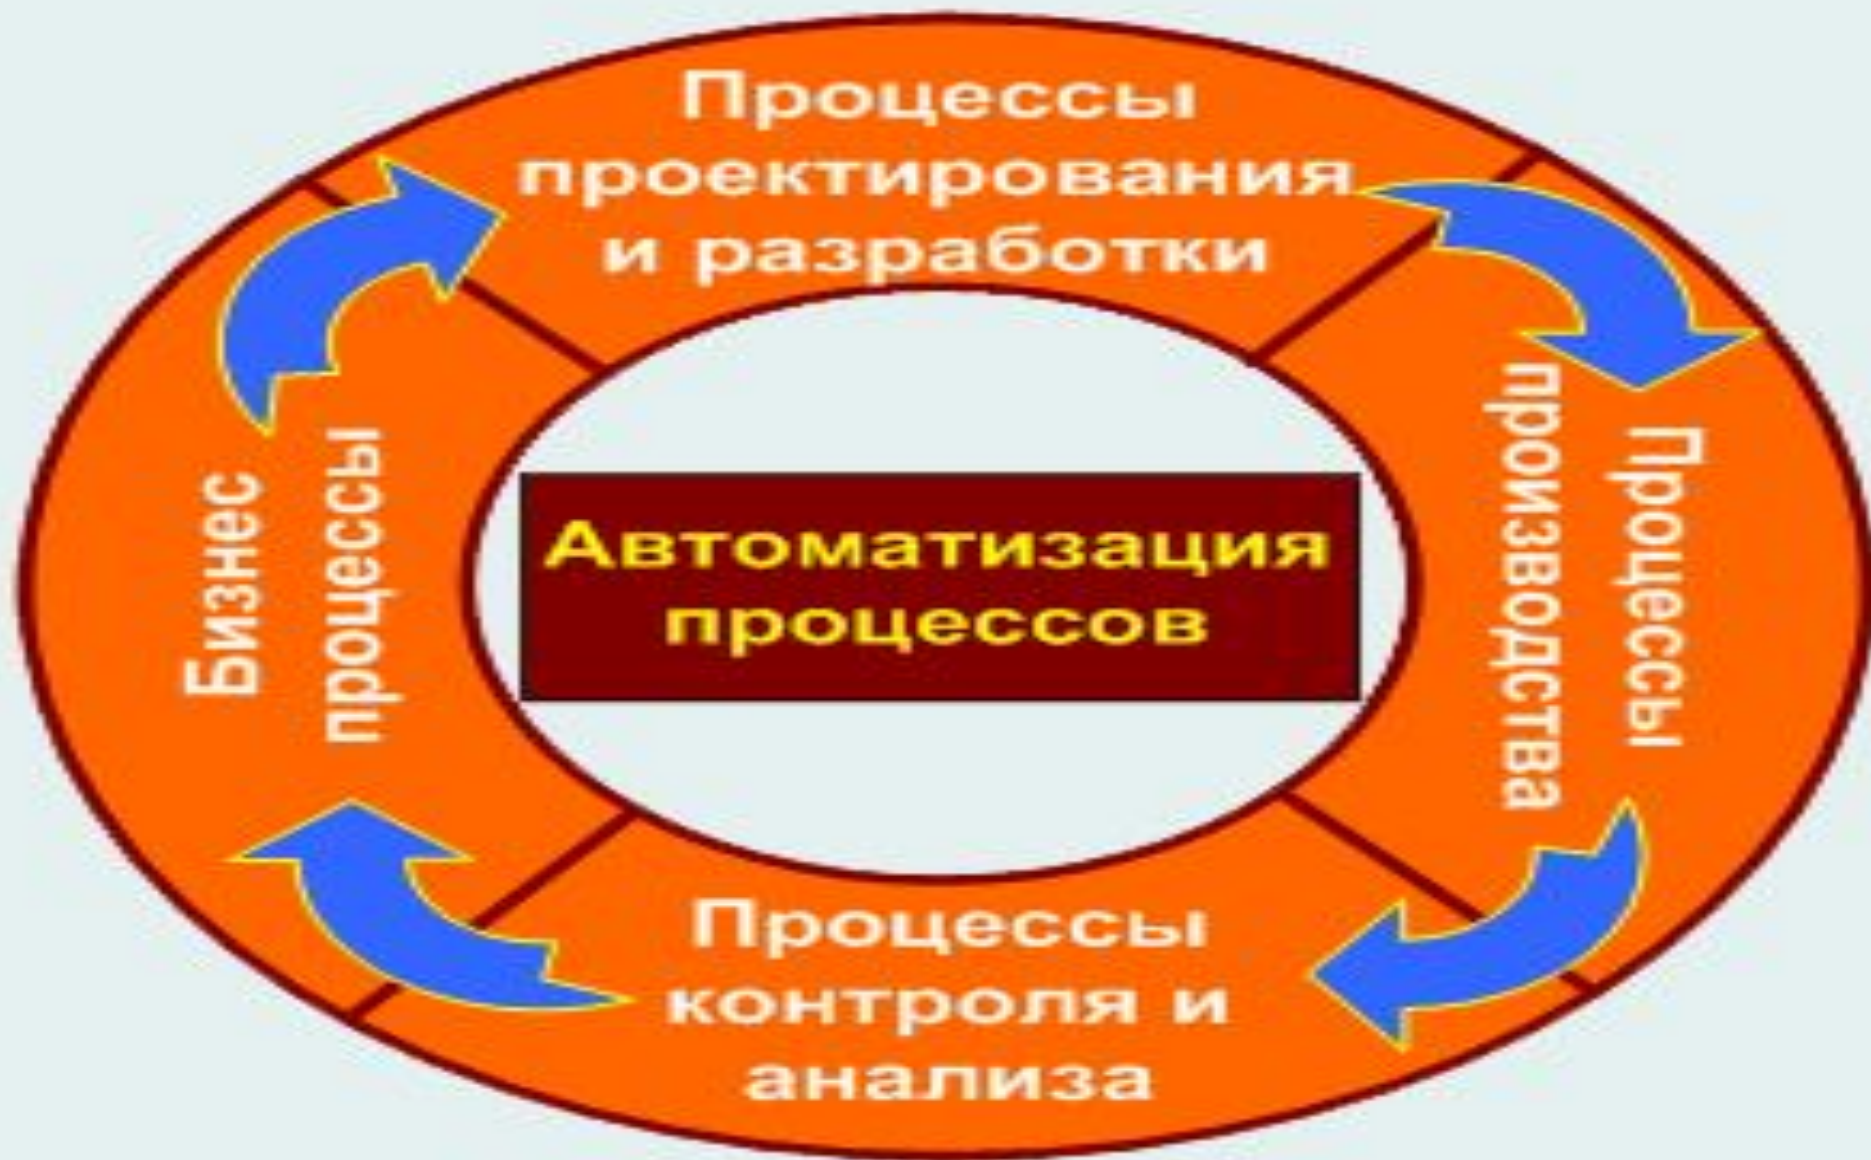 Процессы
проектирования
и разработки
Процессы
производства
Процессы
контроля и
анализа
Бизнес
процессы
Автоматизация
процессов